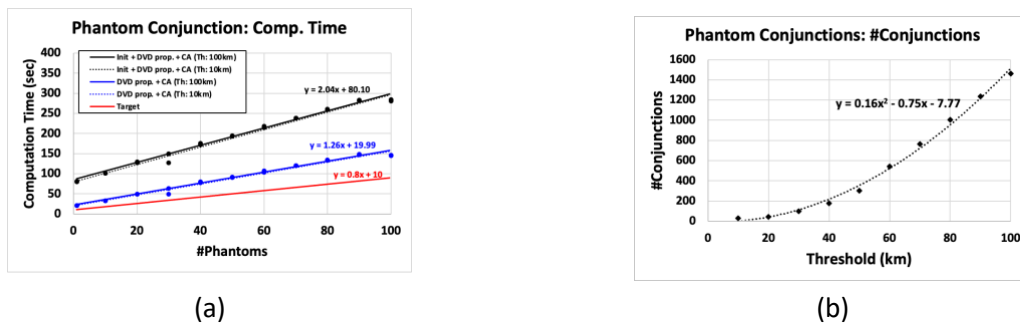 Phantom Conjunction: Comp. Time
400
350
300
250
200
150
100
50
0
Computation Time (sec)
Init + DVD prop. + CA (Th: 100km)
Init + DVD prop. + CA (Th: 10km)
DVD prop. + CA (Th: 100km)
DVD prop. + CA (Th: 10km)
Target
y = 2.04x + 80.10
y = 1.26x + 19.99
y = 0.8x + 10
0 20 40 60 80 100
#Phantoms
(a)
Phantom Conjunctions: #Conjunctions
1600
1400
1200
1000
800
600
400
200
0
#Conjunctions
y = 0.16x² - 0.75x - 7.77
0 20 40 60 80 100
Threshold (km)
(b)